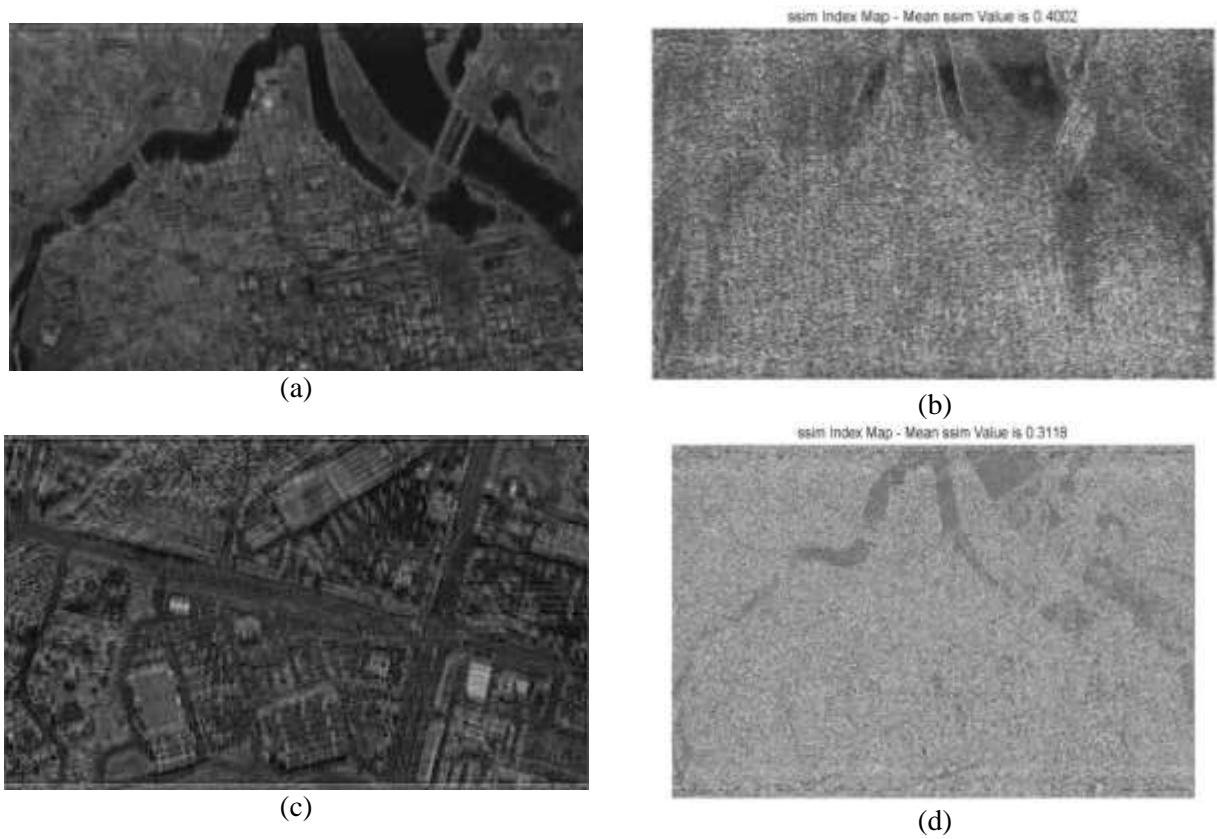 ssim Index Map - Mean ssim Value is 0.4002
(a)
(b)
ssim Index Map - Mean ssim Value is 0.3118
(c)
(d)